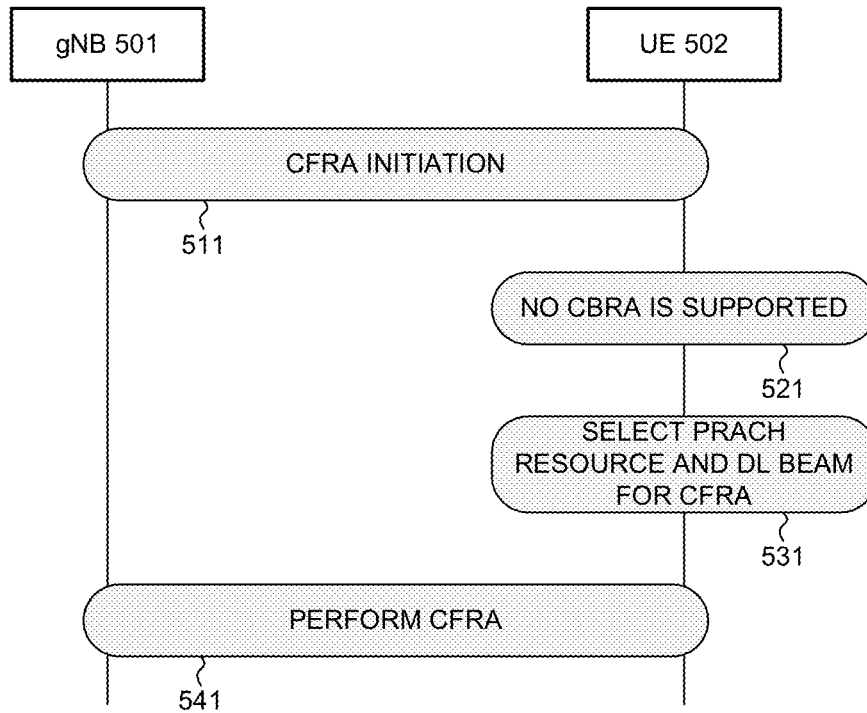 gNB 501
UE 502
CFRA INITIATION
511
NO CBRA IS SUPPORTED
521
SELECT PRACH
RESOURCE AND DL BEAM
FOR CFRA
531
PERFORM CFRA
541